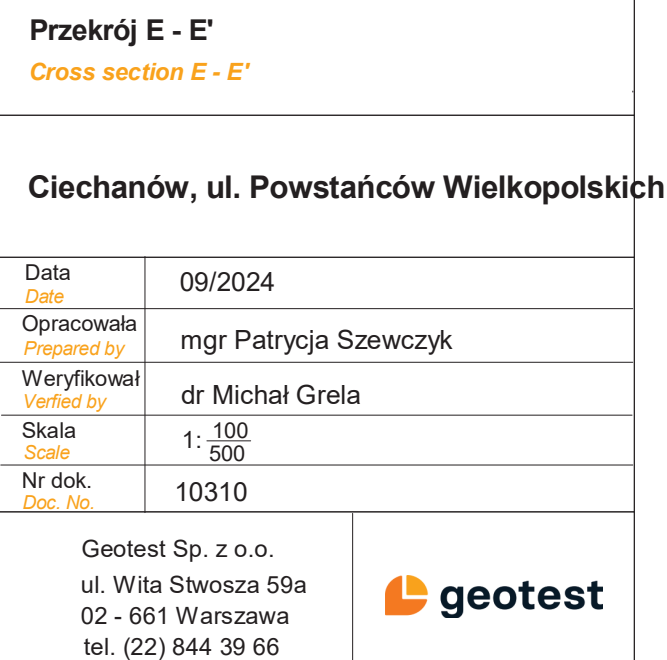 Przekrój E - E'
Cross section E - E'
Ciechanów, ul. Powstańców Wielkopolskich
Data
Date
09/2024
Opracowała
Prepared by
mgr Patrycja Szewczyk
Weryfikował
Verfied by
dr Michał Grela
Skala
Scale
1: 100
500
Nr dok.
Doc. No.
10310
Geotest Sp. z o.o.
ul. Wita Stwosza 59a
02 - 661 Warszawa
tel. (22) 844 39 66
geotest